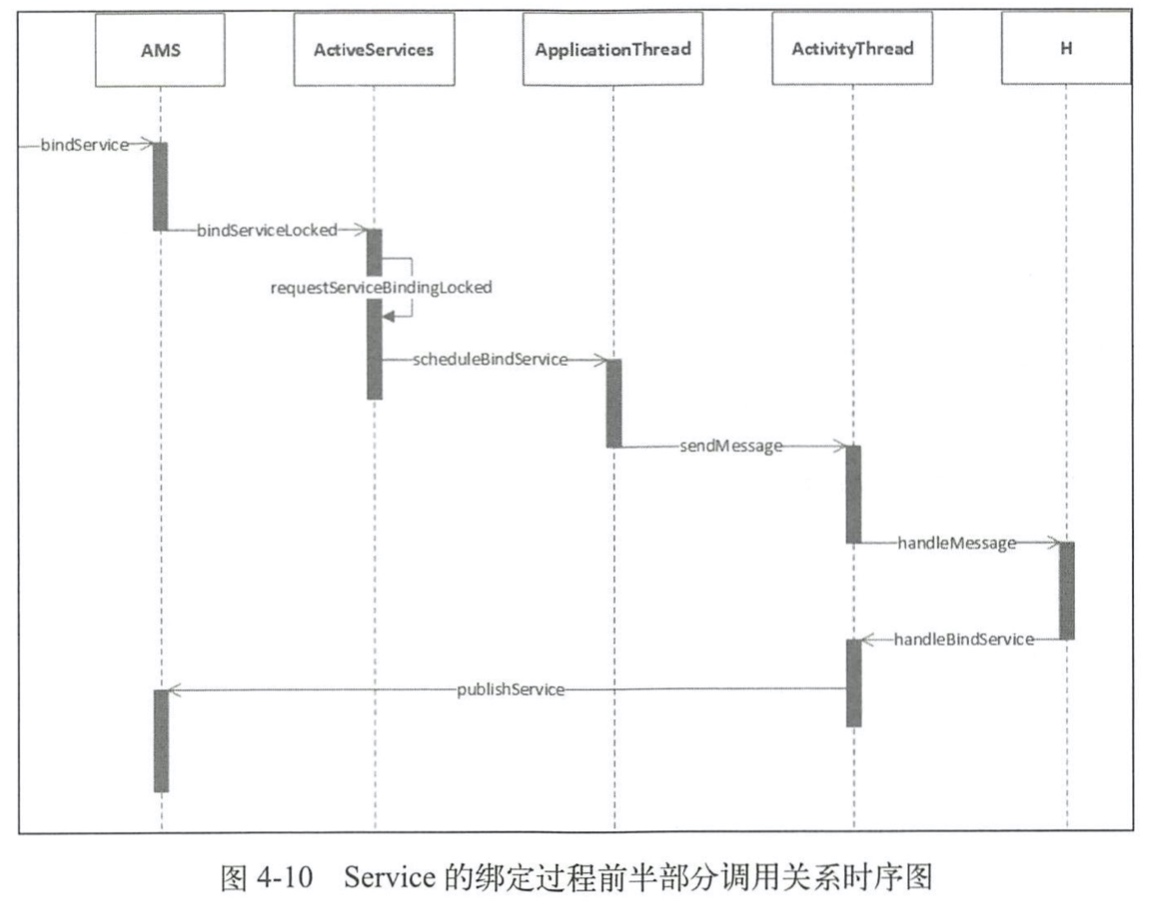 AMS ActiveServices ApplicationThread ActivityThread H
bindService
bindServiceLocked
requestServiceBindingLocked
scheduleBindService
sendMessage
handleMessage
handleBindService
publishService
图 4-10 Service 的绑定过程前半部分调用关系时序图